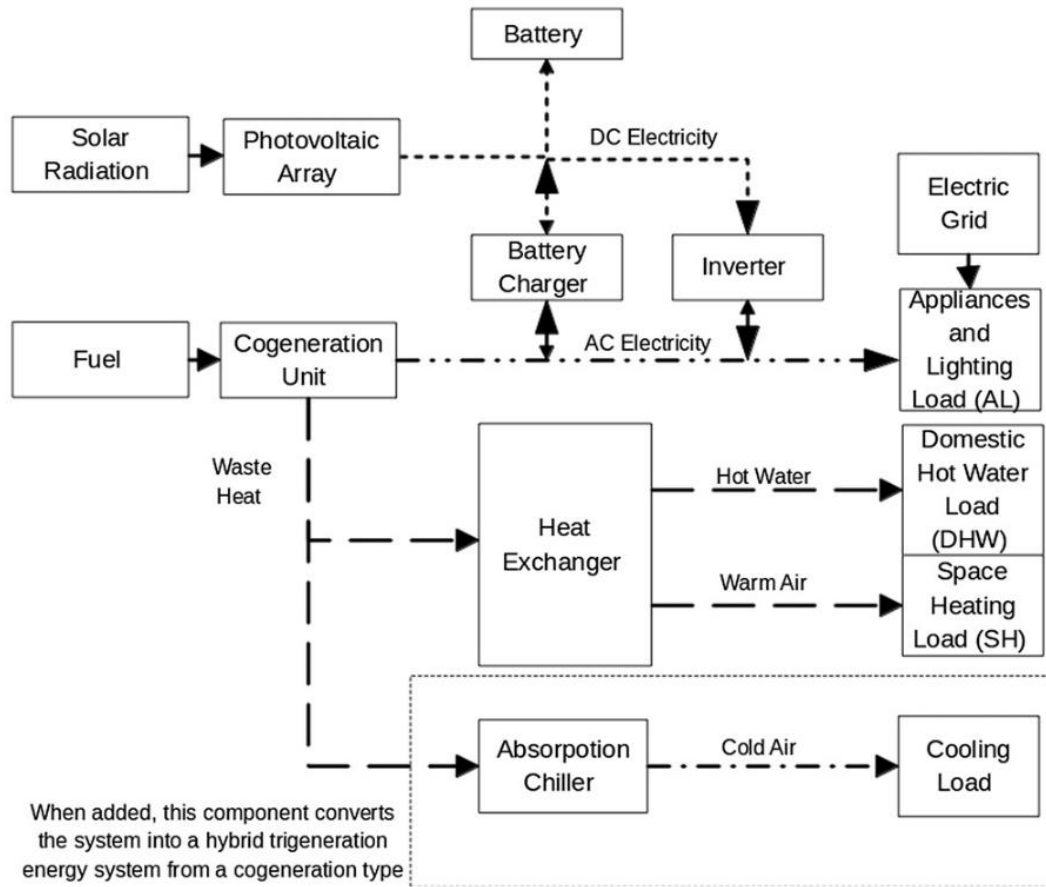 Battery
Solar
Radiation
Photovoltaic
Array
DC Electricity
Electric
Grid
Battery
Charger
Inverter
Fuel
Cogeneration
Unit
AC Electricity
Appliances
and
Lighting
Load (AL)
Waste
Heat
Heat
Exchanger
Hot Water
Domestic
Hot Water
Load
(DHW)
Warm Air
Space
Heating
Load (SH)
Absorpotion
Chiller
Cold Air
Cooling
Load
When added, this component converts
the system into a hybrid trigeneration
energy system from a cogeneration type